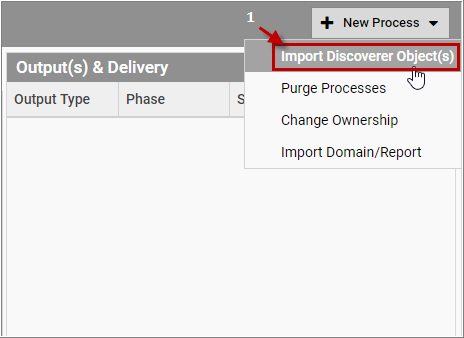 1
+ New Process
Output(s) & Delivery
Import Discoverer Object(s)
Output Type Phase S
Purge Processes
Change Ownership
Import Domain/Report